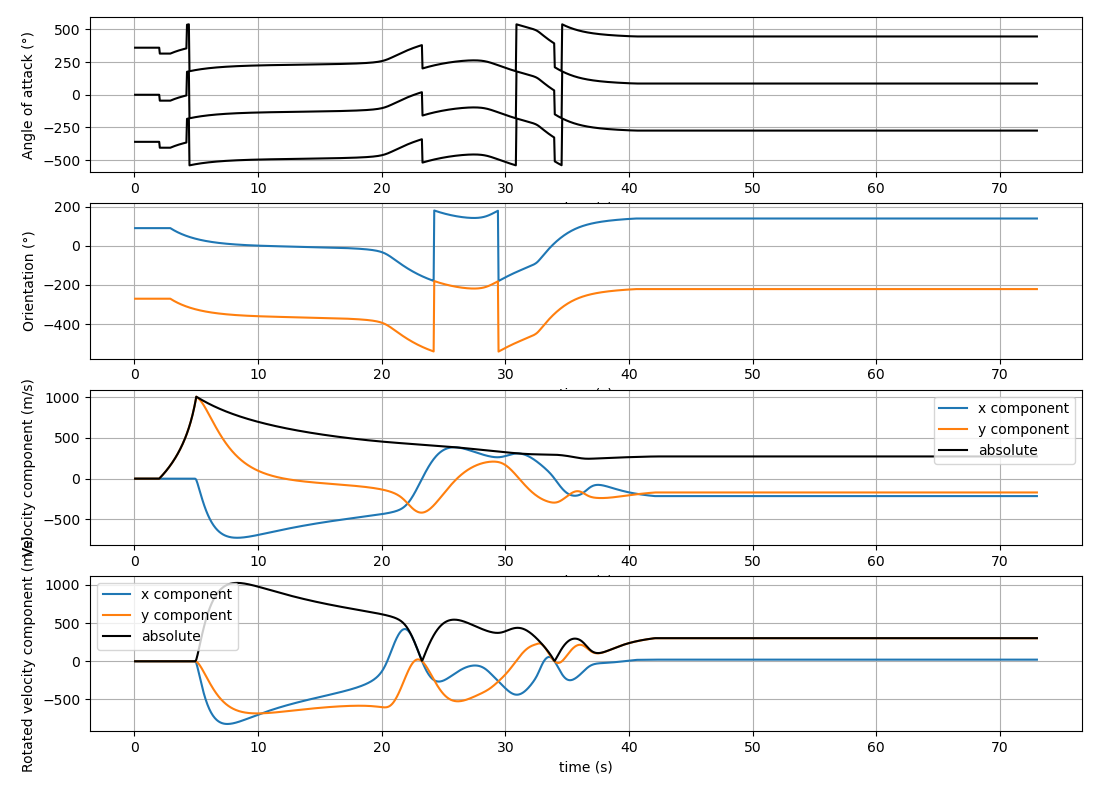 Angle of attack (°)
500
250
0
−250
−500
0 10 20 30 40 50 60 70
Orientation (°)
200
0
−200
−400
0 10 20 30 40 50 60 70
time (s)
Velocity component (m/s)
1000
500
0
−500
x component
y component
absolute
0 10 20 30 40 50 60 70
Rotated velocity component (m/s)
1000
500
0
−500
x component
y component
absolute
0 10 20 30 40 50 60 70
time (s)